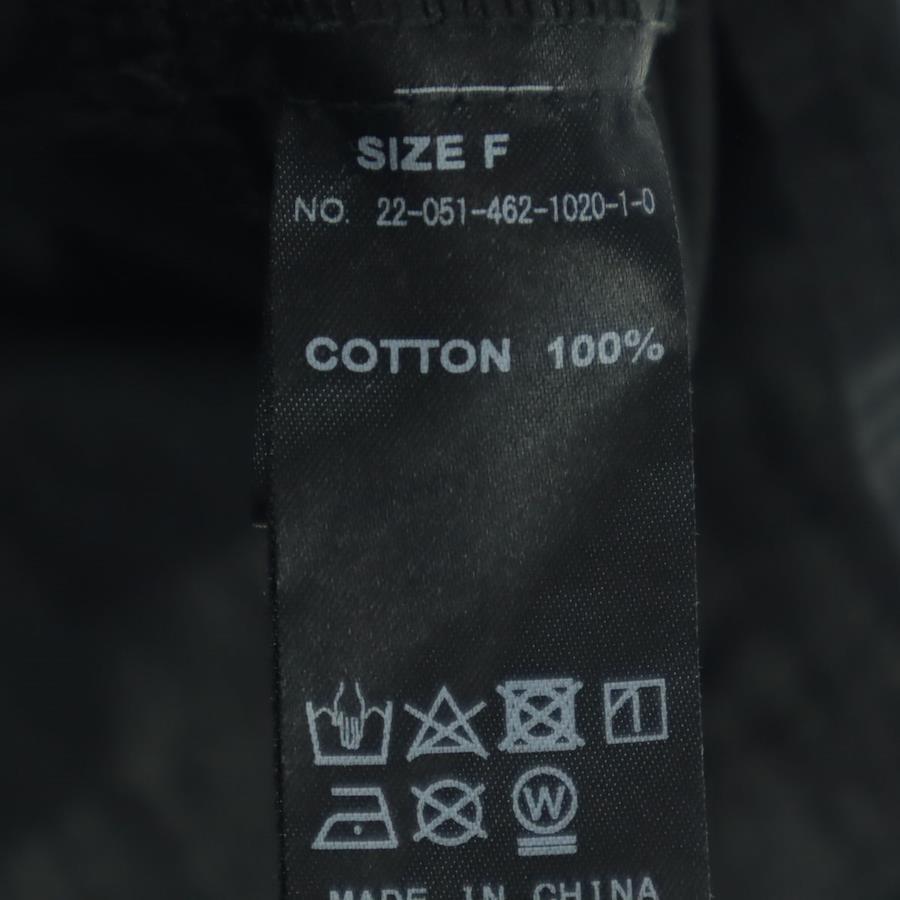 SIZE F
NO. 22-051-462-1020-1-0
COTTON 100%
W
MADE IN CHINA